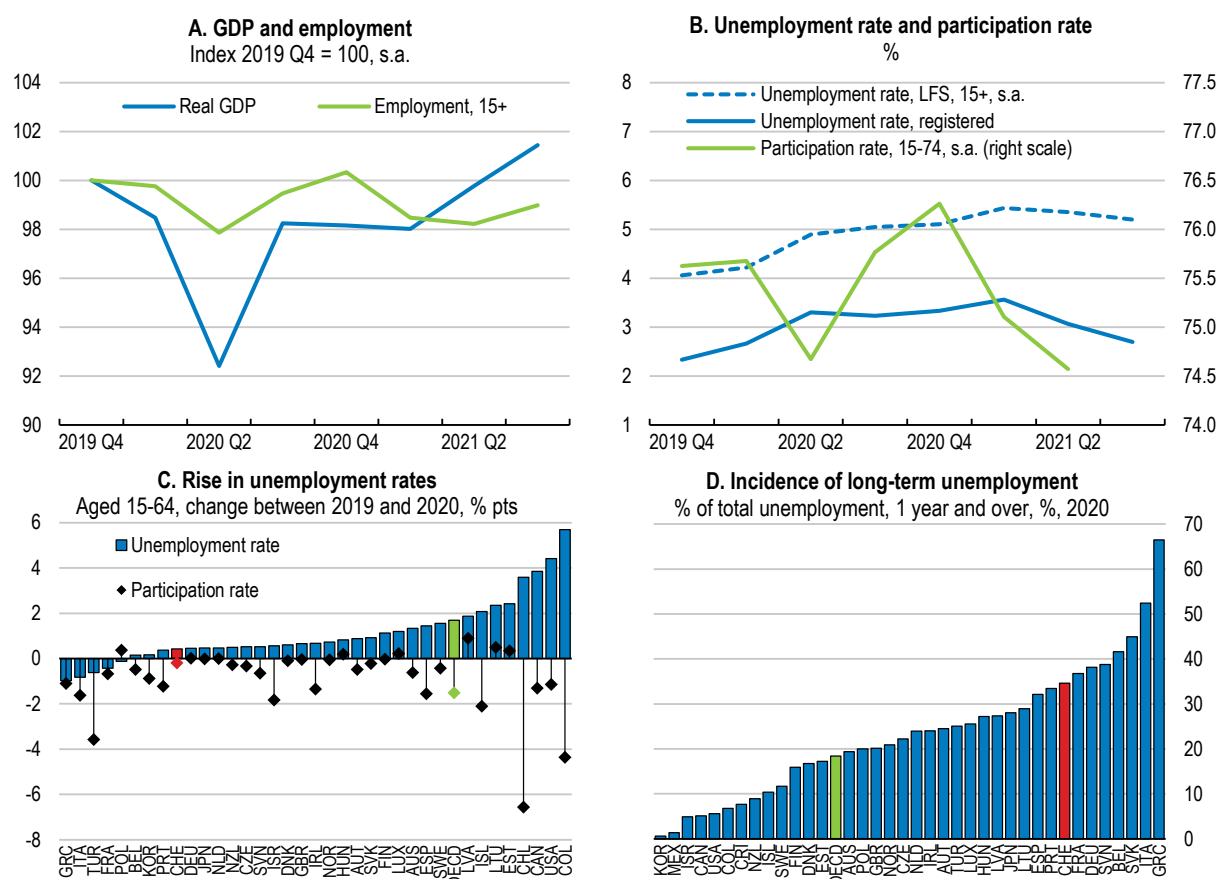 A. GDP and employment
Index 2019 Q4 = 100, s.a.
104
102
100
98
96
94
92
90
Real GDP
Employment, 15+
2019 Q4
2020 Q2
2020 Q4
2021 Q2
B. Unemployment rate and participation rate
%
8
7
6
5
4
3
2
1
77.5
77.0
76.5
76.0
75.5
75.0
74.5
74.0
Unemployment rate, LFS, 15+, s.a.
Unemployment rate, registered
Participation rate, 15-74, s.a. (right scale)
2019 Q4
2020 Q2
2020 Q4
2021 Q2
C. Rise in unemployment rates
Aged 15-64, change between 2019 and 2020, % pts
6
4
2
0
-2
-4
-6
-8
Unemployment rate
Participation rate
GRC
ITA
TUR
FRA
POL
BEL
KOR
PRT
CHE
DEU
JPN
NLD
NZL
CZE
SVN
ISR
DNK
GBR
IRL
NOR
HUN
AUT
SVK
FIN
LUX
AUS
ESP
SWE
OECD
LVA
ISL
LTU
EST
CHL
CAN
USA
COL
D. Incidence of long-term unemployment
% of total unemployment, 1 year and over, %, 2020
70
60
50
40
30
20
10
0
KOR
MEX
ISR
CAN
USA
COL
CRI
NZL
ISL
SWE
FIN
DNK
EST
OECD
AUS
POL
GBR
NOR
CZE
NLD
IRL
AUT
TUR
LUX
HUN
LVA
JPN
LTU
ESP
PRT
CHE
FRA
DEU
SVN
BEL
SVK
ITA
GRC